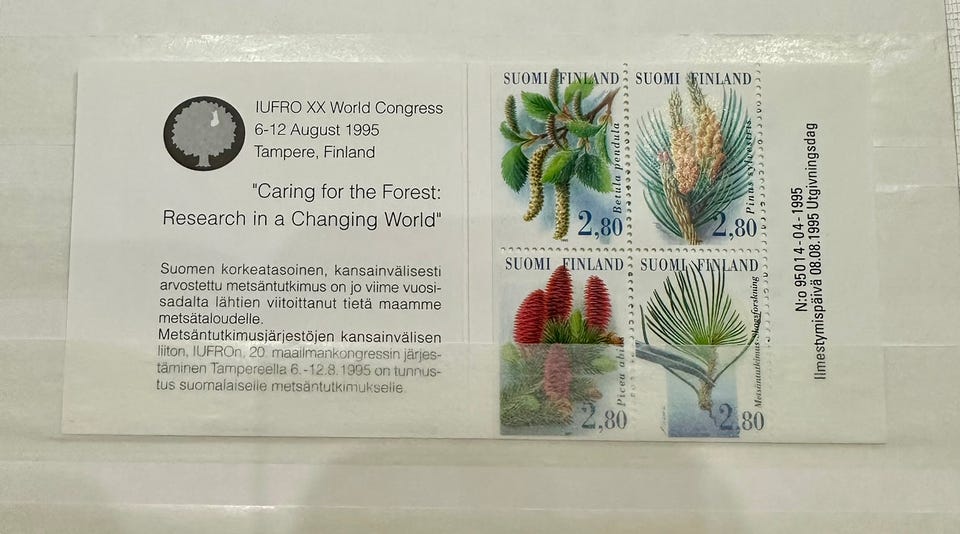 IUFRO XX World Congress
6-12 August 1995
Tampere, Finland
"Caring for the Forest:
Research in a Changing World"
Suomen korkeatasoinen, kansainvälisesti
arvostettu metsäntutkimus on jo viime vuosi-
sadalta lähtien viitoittanut tietä maamme
metsätaloudelle.
Metsäntutkimusjärjestöjen kansainvälisen
liiton, IUFROn, 20. maailmankongressin järjes-
täminen Tampereella 6.-12.8.1995 on tunnus-
tus suomalaiselle metsäntutkimukselle.
SUOMI FINLAND
Betula pendula
2,80
SUOMI FINLAND
Pinus sylvestris
2,80
SUOMI FINLAND
Picea abies
2,80
SUOMI FINLAND
Metsäntutkimus-Skogsforskning
2,80
N:o 95014-04-1995
Ilmestymispäivä 08.08.1995 Utgivningsdag